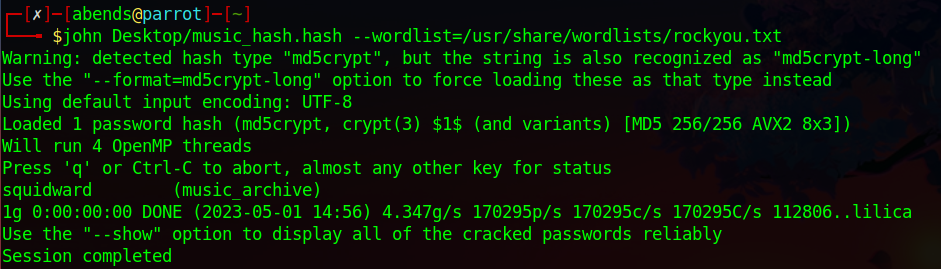 ┌─[✗]─[abends@parrot]─[~]
└──╼ $john Desktop/music_hash.hash --wordlist=/usr/share/wordlists/rockyou.txt
Warning: detected hash type "md5crypt", but the string is also recognized as "md5crypt-long"
Use the "--format=md5crypt-long" option to force loading these as that type instead
Using default input encoding: UTF-8
Loaded 1 password hash (md5crypt, crypt(3) $1$ (and variants) [MD5 256/256 AVX2 8x3])
Will run 4 OpenMP threads
Press 'q' or Ctrl-C to abort, almost any other key for status
squidward        (music_archive)
1g 0:00:00:00 DONE (2023-05-01 14:56) 4.347g/s 170295p/s 170295c/s 170295C/s 112806..lilica
Use the "--show" option to display all of the cracked passwords reliably
Session completed